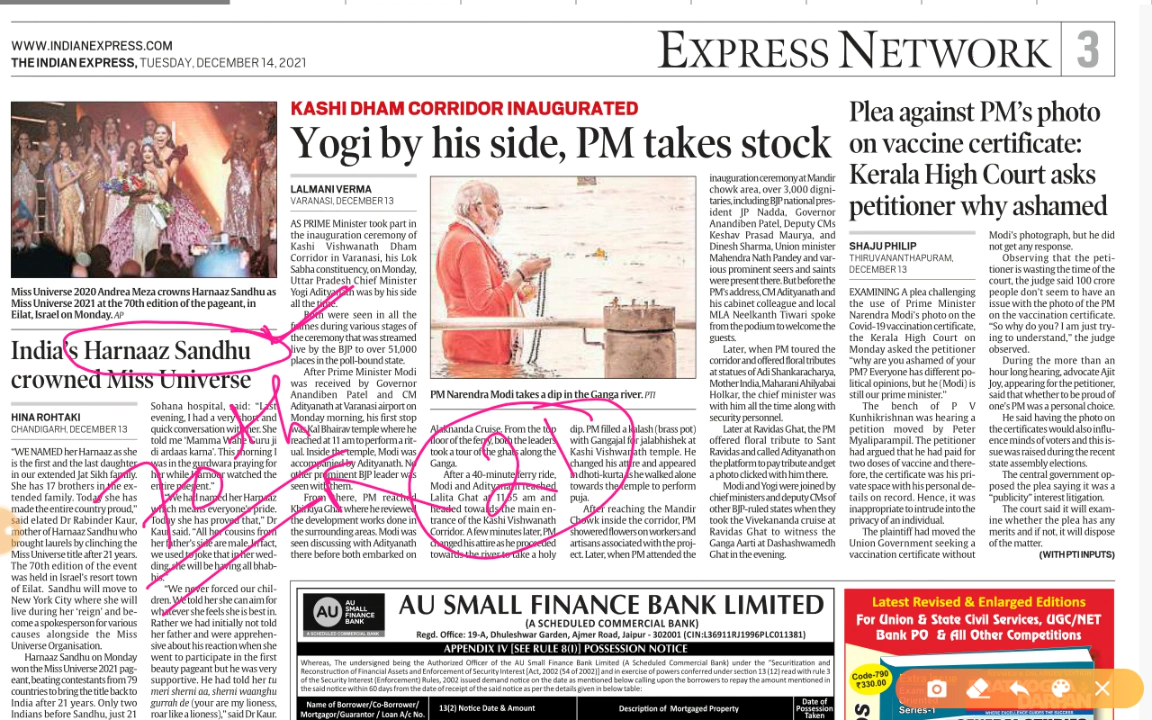 WWW.INDIANEXPRESS.COM
THE INDIAN EXPRESS, TUESDAY, DECEMBER 14, 2021
EXPRESS NETWORK 3
Miss Universe 2020 Andrea Meza crowns Harnaaz Sandhu as
Miss Universe 2021 at the 70th edition of the pageant, in
Eilat, Israel on Monday. AP
India's Harnaaz Sandhu
crowned Miss Universe
HINA ROHTAKI
CHANDIGARH, DECEMBER 13
"WE NAMED her Harnaaz as she
is the first and the last daughter
in our extended Jat Sikh family.
She has 17 brothers in the ex-
tended family. Today she has
made the entire country proud,"
said elated Dr Rabinder Kaur,
mother of Harnaaz Sandhu who
brought laurels by clinching the
Miss Universe title after 21 years.
The 70th edition of the event
was held in Israel's resort town
of Eilat. Sandhu will move to
New York City where she will
live during her 'reign' and be-
come a spokesperson for various
causes alongside the Miss
Universe Organisation.
Harnaaz Sandhu on Monday
won the Miss Universe 2021 pag-
eant, beating contestants from 79
countries to bring the title back to
India after 21 years. Only two
Indians before Sandhu, just 21
Sohana hospital, said: "Last
evening, I had a very short and
quick conversation with her. She
told me 'Mamma Wahe Guru ji
di ardaas karna'. This morning I
was in the gurdwara praying for
her while Harnoor watched the
entire pageant."
"We had named her Harnaaz
which means everyone's pride.
Today she has proved that," Dr
Kaur said. "All her cousins from
her father's side are male. In fact,
we used to joke that in her wed-
ding, she will be having all bhab-
his."
"We never forced our chil-
dren. We told her she can aim for
whatever she feels she is best in.
Rather we had initially not told
her father and were apprehen-
sive about his reaction when she
went to participate in the first
beauty pageant but he was very
supportive. He had told her tu
meri sherni aa, sherni waanghu
gurrah de (your are my lioness,
roar like a lioness)," said Dr Kaur.
KASHI DHAM CORRIDOR INAUGURATED
Yogi by his side, PM takes stock
LALMANI VERMA
VARANASI, DECEMBER 13
AS PRIME Minister took part in
the inauguration ceremony of
Kashi Vishwanath Dham
Corridor in Varanasi, his Lok
Sabha constituency, on Monday,
Uttar Pradesh Chief Minister
Yogi Adityanath was by his side
all the time.
Both were seen in all the
frames during various stages of
the ceremony that was streamed
live by the BJP to over 51,000
places in the poll-bound state.
After Prime Minister Modi
was received by Governor
Anandiben Patel and CM
Adityanath at Varanasi airport on
Monday morning, his first stop
was Kal Bhairav temple where he
reached at 11 am to perform a rit-
ual. Inside the temple, Modi was
accompanied by Adityanath. No
other prominent BJP leader was
seen with them.
From there, PM reached
Khidkiya Ghat where he reviewed
the development works done in
the surrounding areas. Modi was
seen discussing with Adityanath
there before both embarked on
PM Narendra Modi takes a dip in the Ganga river. PTI
Alaknanda Cruise. From the top
floor of the ferry, both the leaders
took a tour of the ghats along the
Ganga.
After a 40-minute ferry ride,
Modi and Adityanath reached
Lalita Ghat at 11.55 am and
headed towards the main en-
trance of the Kashi Vishwanath
Corridor. A few minutes later, PM
changed his attire as he proceeded
towards the river to take a holy
dip. PM filled a kalash (brass pot)
with Gangajal for jalabhishek at
Kashi Vishwanath temple. He
changed his attire and appeared
in dhoti-kurta as he walked alone
towards the temple to perform
puja.
After reaching the Mandir
Chowk inside the corridor, PM
showered flowers on workers and
artisans associated with the proj-
ect. Later, when PM attended the
inauguration ceremony at Mandir
chowk area, over 3,000 digni-
taries, including BJP national pres-
ident JP Nadda, Governor
Anandiben Patel, Deputy CMs
Keshav Prasad Maurya, and
Dinesh Sharma, Union minister
Mahendra Nath Pandey and var-
ious prominent seers and saints
were present there. But before the
PM's address, CM Adityanath and
his cabinet colleague and local
MLA Neelkanth Tiwari spoke
from the podium to welcome the
guests.
Later, when PM toured the
corridor and offered floral tributes
at statues of Adi Shankaracharya,
Mother India, Maharani Ahilyabai
Holkar, the chief minister was
with him all the time along with
security personnel.
Later at Ravidas Ghat, the PM
offered floral tribute to Sant
Ravidas and called Adityanath on
the platform to pay tribute and get
a photo clicked with him there.
Modi and Yogi were joined by
chief ministers and deputy CMs of
other BJP-ruled states when they
took the Vivekananda cruise at
Ravidas Ghat to witness the
Ganga Aarti at Dashashwamedh
Ghat in the evening.
Plea against PM's photo
on vaccine certificate:
Kerala High Court asks
petitioner why ashamed
SHAJU PHILIP
THIRUVANANTHAPURAM,
DECEMBER 13
EXAMINING A plea challenging
the use of Prime Minister
Narendra Modi's photo on the
Covid-19 vaccination certificate,
the Kerala High Court on
Monday asked the petitioner
"why are you ashamed of your
PM? Everyone has different po-
litical opinions, but he (Modi) is
still our prime minister."
The bench of P V
Kunhikrishnan was hearing a
petition moved by Peter
Myaliparampil. The petitioner
had argued that he had paid for
two doses of vaccine and there-
fore, the certificate was his pri-
vate space with his personal de-
tails on record. Hence, it was
inappropriate to intrude into the
privacy of an individual.
The plaintiff had moved the
Union Government seeking a
vaccination certificate without
Modi's photograph, but he did
not get any response.
Observing that the peti-
tioner is wasting the time of the
court, the judge said 100 crore
people don't seem to have an
issue with the photo of the PM
on the vaccination certificate.
"So why do you? I am just try-
ing to understand," the judge
observed.
During the more than an
hour long hearing, advocate Ajit
Joy, appearing for the petitioner,
said that whether to be proud of
one's PM was a personal choice.
He said having the photo on
the certificates would also influ-
ence minds of voters and this is-
sue was raised during the recent
state assembly elections.
The central government op-
posed the plea saying it was a
"publicity" interest litigation.
The court said it will exam-
ine whether the plea has any
merits and if not, it will dispose
of the matter.
(WITH PTI INPUTS)
70th
AU SMALL FINANCE BANK
A SCHEDULED COMMERCIAL BANK
AU SMALL FINANCE BANK LIMITED
(A SCHEDULED COMMERCIAL BANK)
Regd. Office: 19-A, Dhuleshwar Garden, Ajmer Road, Jaipur - 302001 (CIN:L36911RJ1996PLC011381)
APPENDIX IV [SEE RULE 8(I)] POSSESSION NOTICE
Whereas, The undersigned being the Authorized Officer of the AU Small Finance Bank Limited (A Scheduled Commercial Bank) under the "Securitization and
Reconstruction of Financial Assets and Enforcement of Security Interest [Act, 2002 (54 of 2002)] and in exercise of powers conferred under section 13 (12) read with rule 3
of the Security Interest (Enforcement) Rules, 2002 issued demand notice on the date as mentioned below calling upon the borrowers to repay the amount mentioned in
the said notice within 60 days from the date of receipt of the said notice as per the details given in below table:
Name of Borrower/Co-Borrower/
Mortgagor/Guarantor / Loan A/c No.
13(2) Notice Date & Amount
Description of Mortgaged Property
Date of
Possession
Taken
Latest Revised & Enlarged Editions
For Union & State Civil Services, UGC/NET
Bank PO & All Other Competitions
Code-790
₹330.00
Series-1